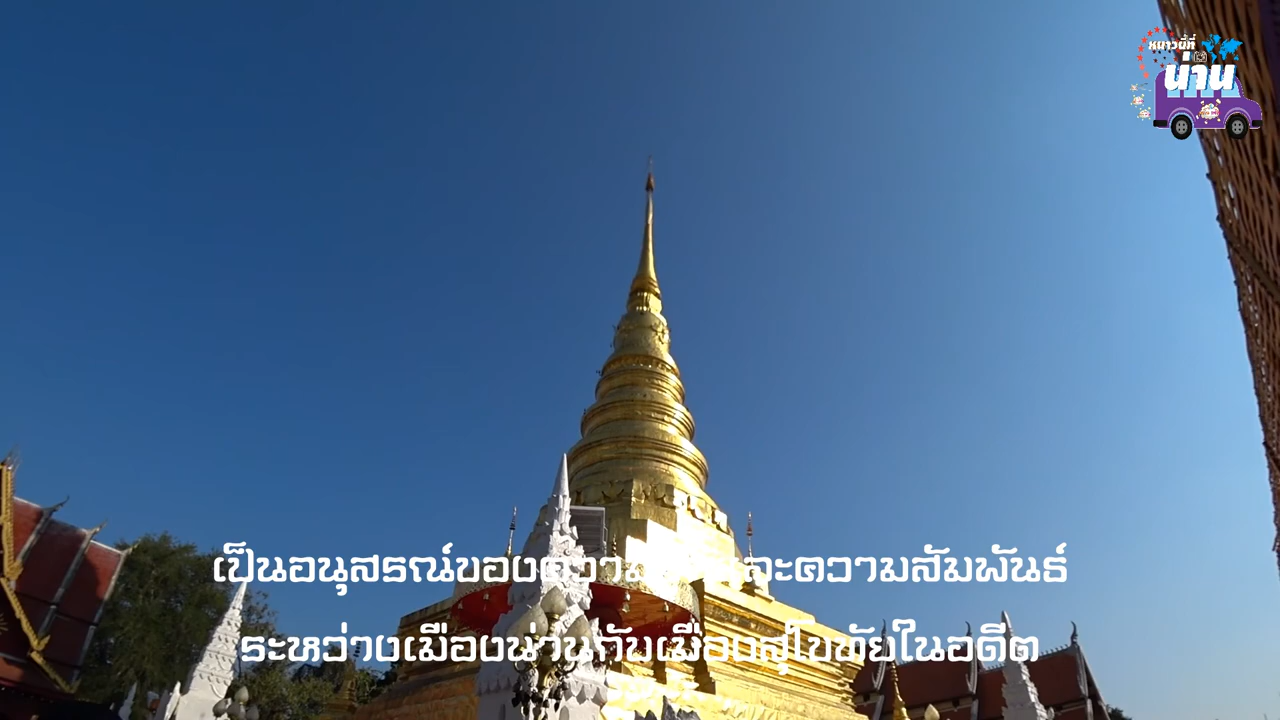 หนาวนี้ที่
น่าน
เป็นอนุสรณ์ของความ และความสัมพันธ์
ระหว่างเมืองน่านกับเมืองสุโขทัยในอดีต